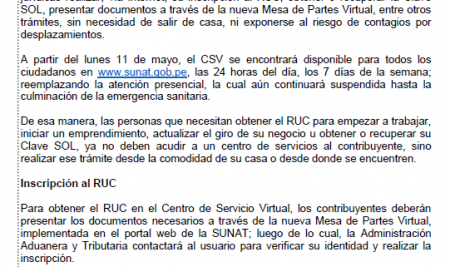 SOL, presentar documentos a través de la nueva Mesa de Partes Virtual, entre otros
trámites, sin necesidad de salir de casa, ni exponerse al riesgo de contagios por
desplazamientos.
A partir del lunes 11 de mayo, el CSV se encontrará disponible para todos los
ciudadanos en www.sunat.gob.pe, las 24 horas del día, los 7 días de la semana;
reemplazando la atención presencial, la cual aún continuará suspendida hasta la
culminación de la emergencia sanitaria.
De esa manera, las personas que necesitan obtener el RUC para empezar a trabajar,
iniciar un emprendimiento, actualizar el giro de su negocio u obtener o recuperar su
Clave SOL, ya no deben acudir a un centro de servicios al contribuyente, sino
realizar ese trámite desde la comodidad de su casa o desde donde se encuentren.
Inscripción al RUC
Para obtener el RUC en el Centro de Servicio Virtual, los contribuyentes deberán
presentar los documentos necesarios a través de la nueva Mesa de Partes Virtual,
implementada en el portal web de la SUNAT; luego de lo cual, la Administración
Aduanera y Tributaria contactará al usuario para verificar su identidad y realizar la
inscripción.